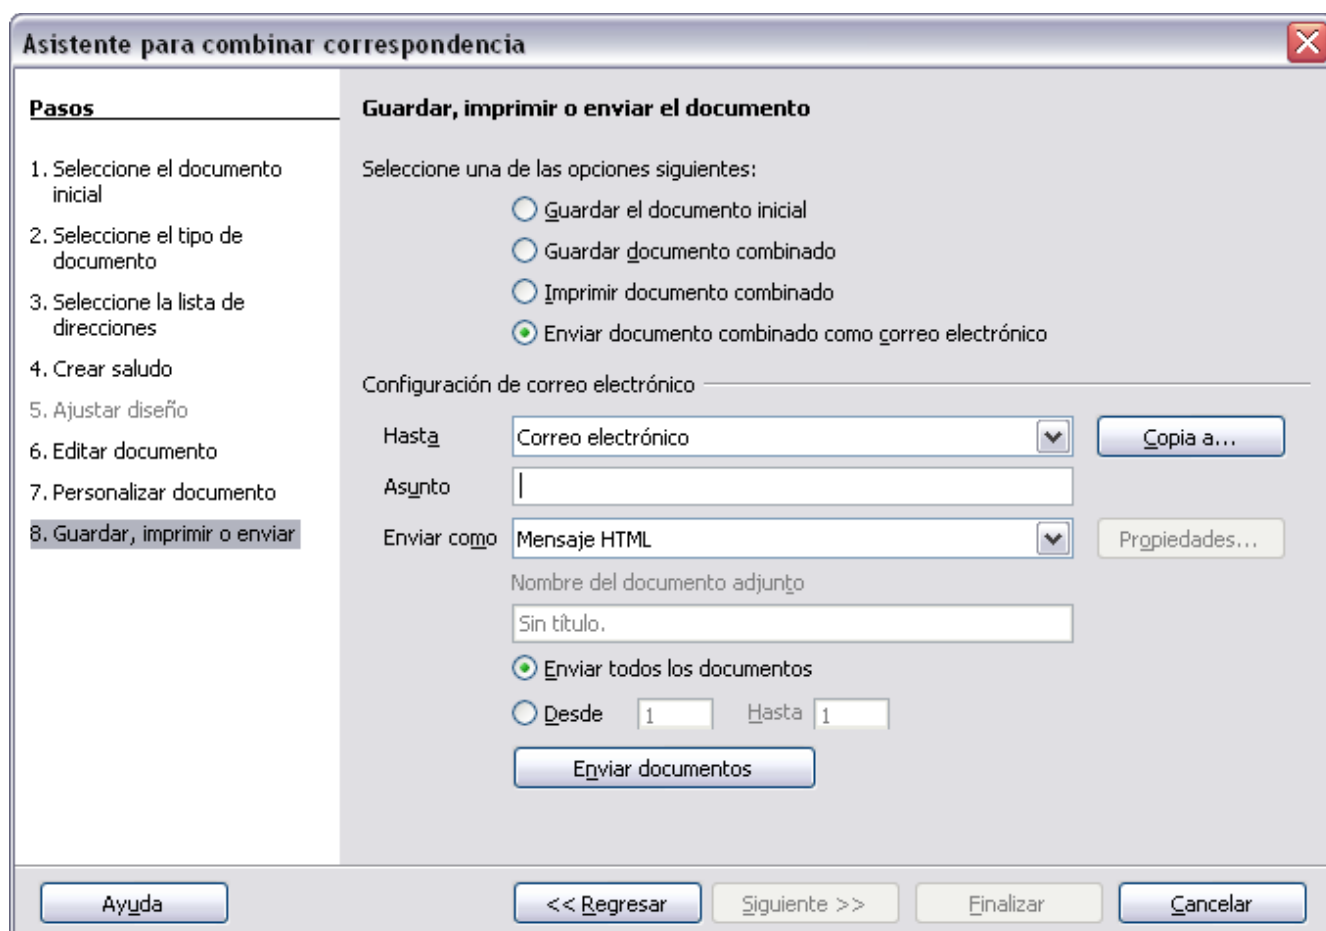 Asistente para combinar correspondencia
Pasos
1. Seleccione el documento
inicial
2. Seleccione el tipo de
documento
3. Seleccione la lista de
direcciones
4. Crear saludo
5. Ajustar diseño
6. Editar documento
7. Personalizar documento
8. Guardar, imprimir o enviar
Guardar, imprimir o enviar el documento
Seleccione una de las opciones siguientes:
Guardar el documento inicial
Guardar documento combinado
Imprimir documento combinado
Enviar documento combinado como correo electrónico
Configuración de correo electrónico
Hasta Correo electrónico Copia a...
Asunto
Enviar como Mensaje HTML Propiedades...
Nombre del documento adjunto
Sin título.
Enviar todos los documentos
Desde 1 Hasta 1
Enviar documentos
Ayuda << Regresar Siguiente >> Finalizar Cancelar